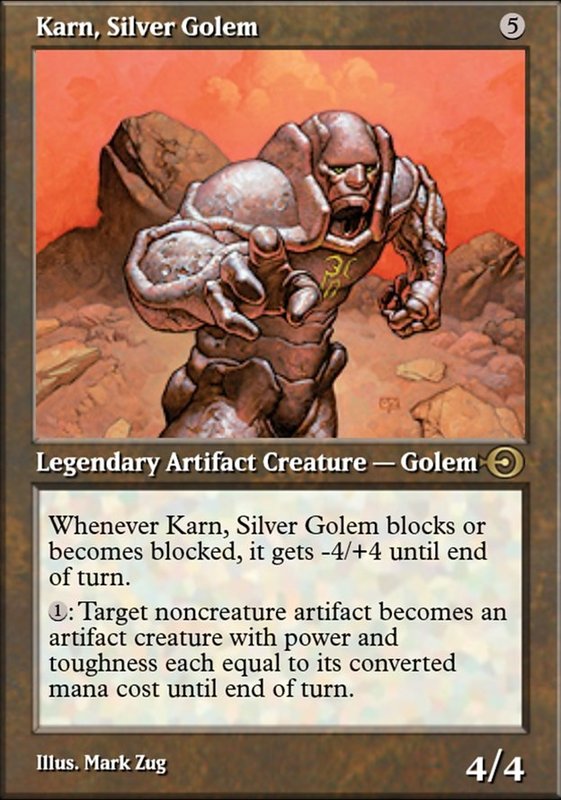 Karn, Silver Golem 5
Legendary Artifact Creature — Golem
Whenever Karn, Silver Golem blocks or
becomes blocked, it gets -4/+4 until end
of turn.
1: Target noncreature artifact becomes an
artifact creature with power and
toughness each equal to its converted
mana cost until end of turn.
Illus. Mark Zug
4/4